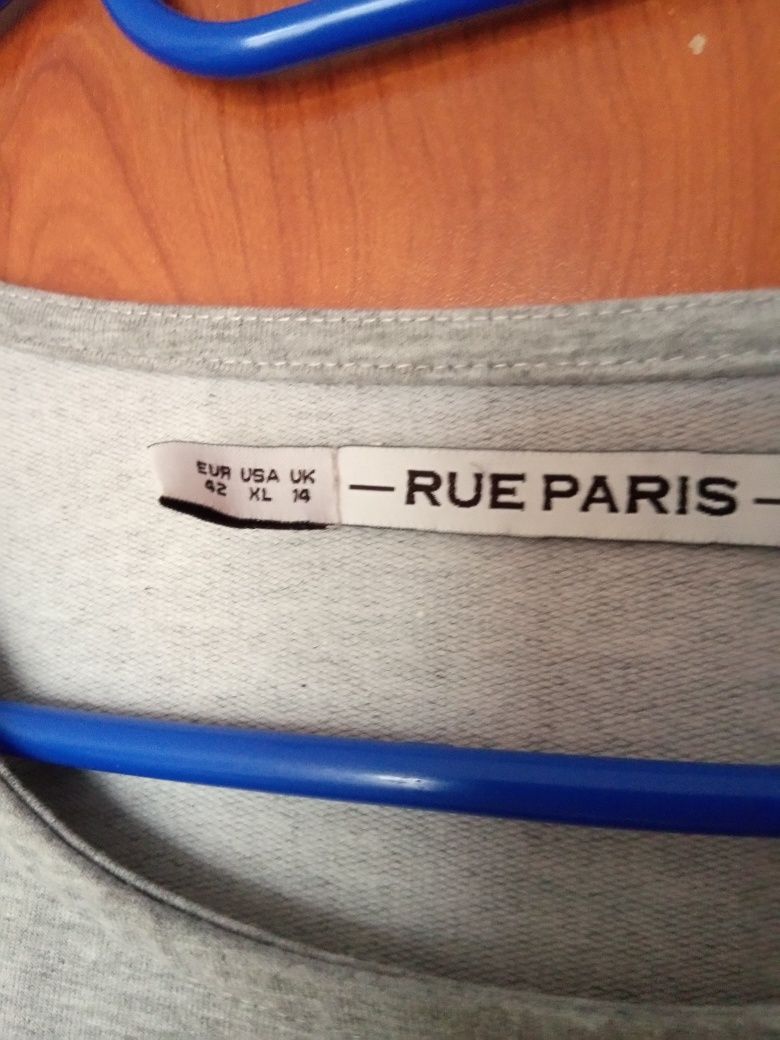 EUR USA UK
42 XL 14
— RUE PARIS —